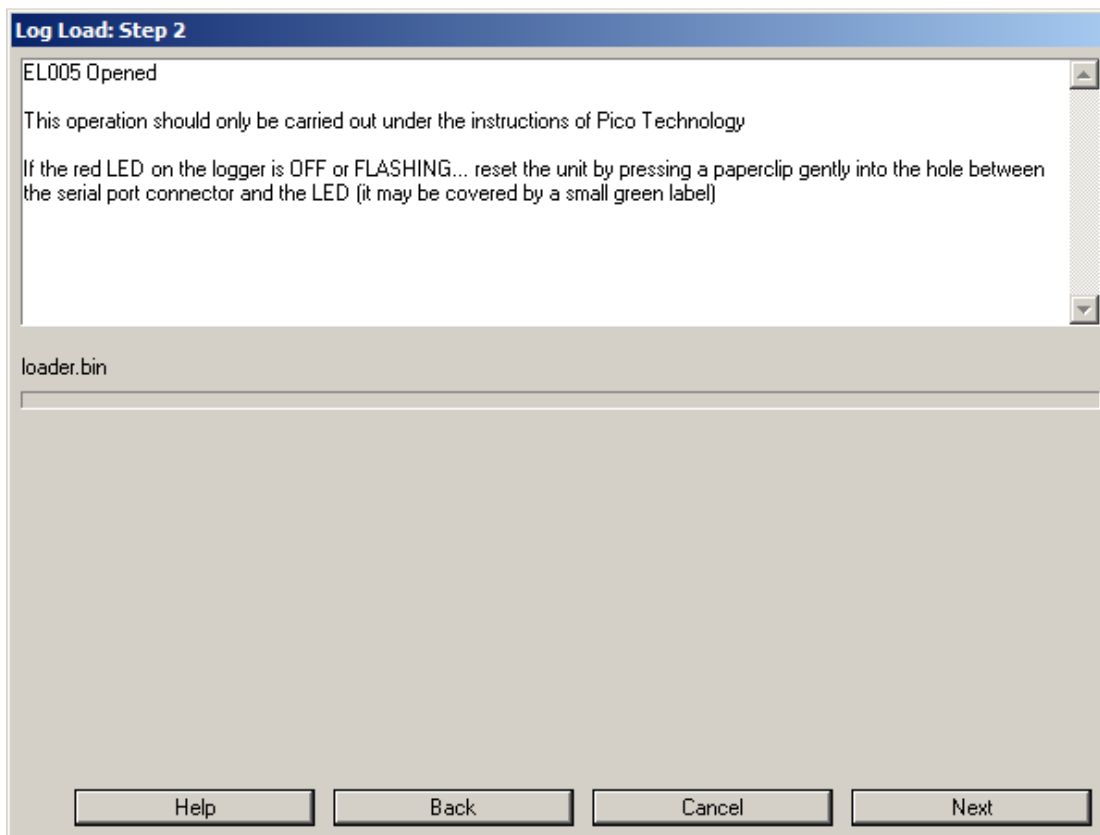 Log Load: Step 2
EL005 Opened
This operation should only be carried out under the instructions of Pico Technology
If the red LED on the logger is OFF or FLASHING... reset the unit by pressing a paperclip gently into the hole between
the serial port connector and the LED (it may be covered by a small green label)
loader.bin
Help
Back
Cancel
Next